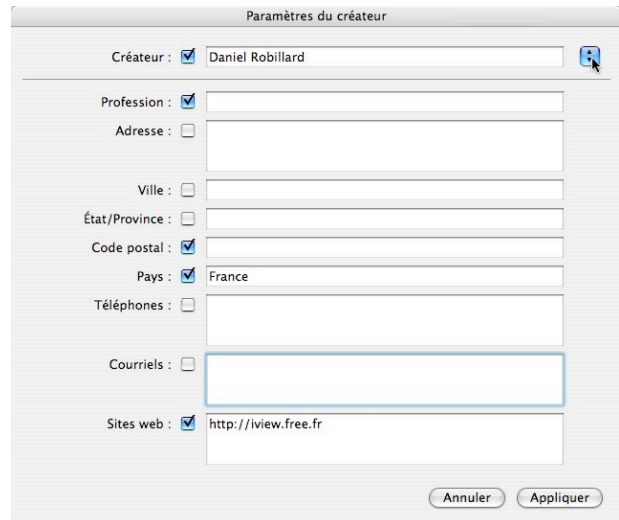 Paramètres du créateur
Créateur : Daniel Robillard
Profession :
Adresse :
Ville :
État/Province :
Code postal :
Pays : France
Téléphones :
Courriels :
Sites web : http://iview.free.fr
Annuler Appliquer